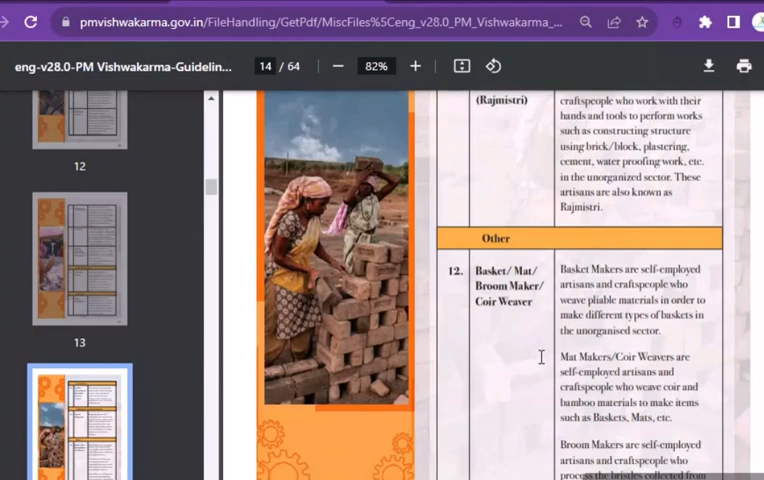 pmvishwakarma.gov.in/FileHandling/GetPdf/MiscFiles%5Ceng_v28.0_PM_Vishwakarma_...
eng-v28.0-PM Vishwakarma-Guidelin...
14 / 64
82%
12
13
(Rajmistri)
craftspeople who work with their
hands and tools to perform works
such as constructing structure
using brick/block, plastering,
cement, water proofing work, etc.
in the unorganized sector. These
artisans are also known as
Rajmistri.
Other
12.
Basket/ Mat/
Broom Maker/
Coir Weaver
Basket Makers are self-employed
artisans and craftspeople who
weave pliable materials in order to
make different types of baskets in
the unorganised sector.
Mat Makers/Coir Weavers are
self-employed artisans and
craftspeople who weave coir and
bamboo materials to make items
such as Baskets, Mats, etc.
Broom Makers are self-employed
artisans and craftspeople who
process the bristles collected from